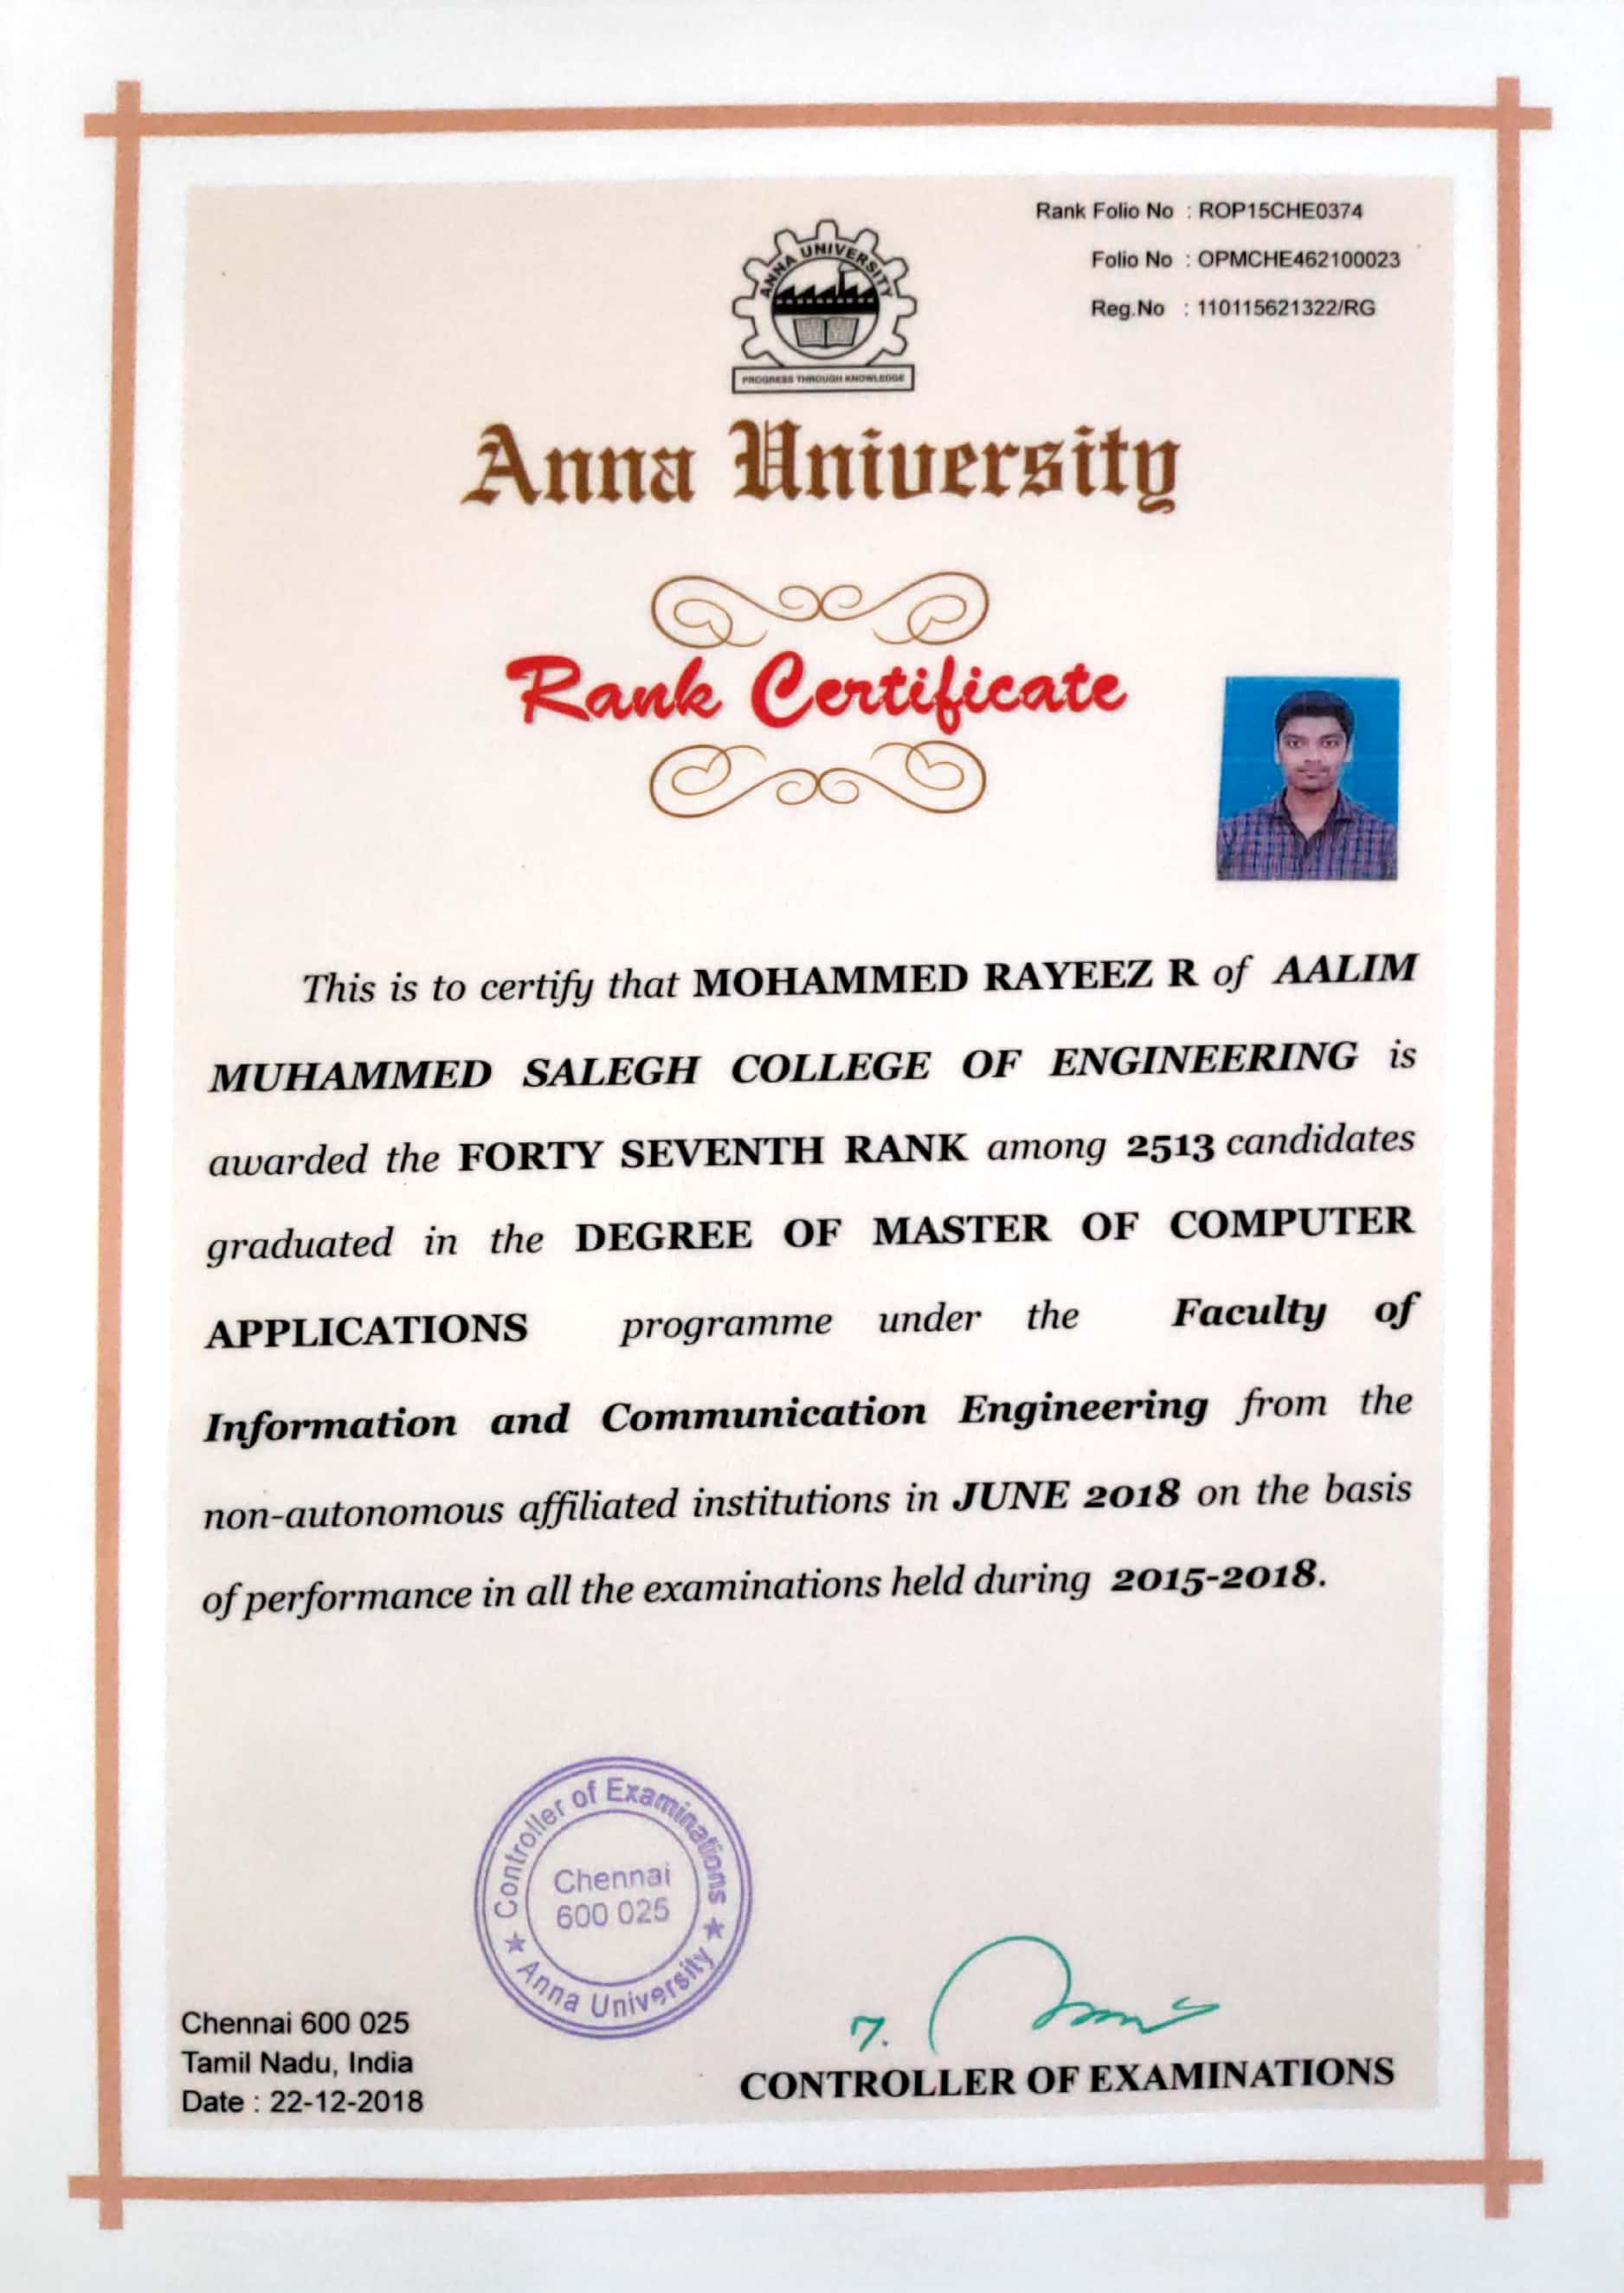 Rank Folio No : ROP15CHE0374
Folio No : OPMCHE462100023
Reg.No : 110115621322/RG
ANNA UNIVERSITY
PROGRESS THROUGH KNOWLEDGE
Anna University
Rank Certificate
This is to certify that MOHAMMED RAYEEZ R of AALIM
MUHAMMED SALEGH COLLEGE OF ENGINEERING is
awarded the FORTY SEVENTH RANK among 2513 candidates
graduated in the DEGREE OF MASTER OF COMPUTER
APPLICATIONS programme under the Faculty of
Information and Communication Engineering from the
non-autonomous affiliated institutions in JUNE 2018 on the basis
of performance in all the examinations held during 2015-2018.
Controller of Examinations
Chennai
600 025
★ Anna University ★
Chennai 600 025
Tamil Nadu, India
Date : 22-12-2018
CONTROLLER OF EXAMINATIONS